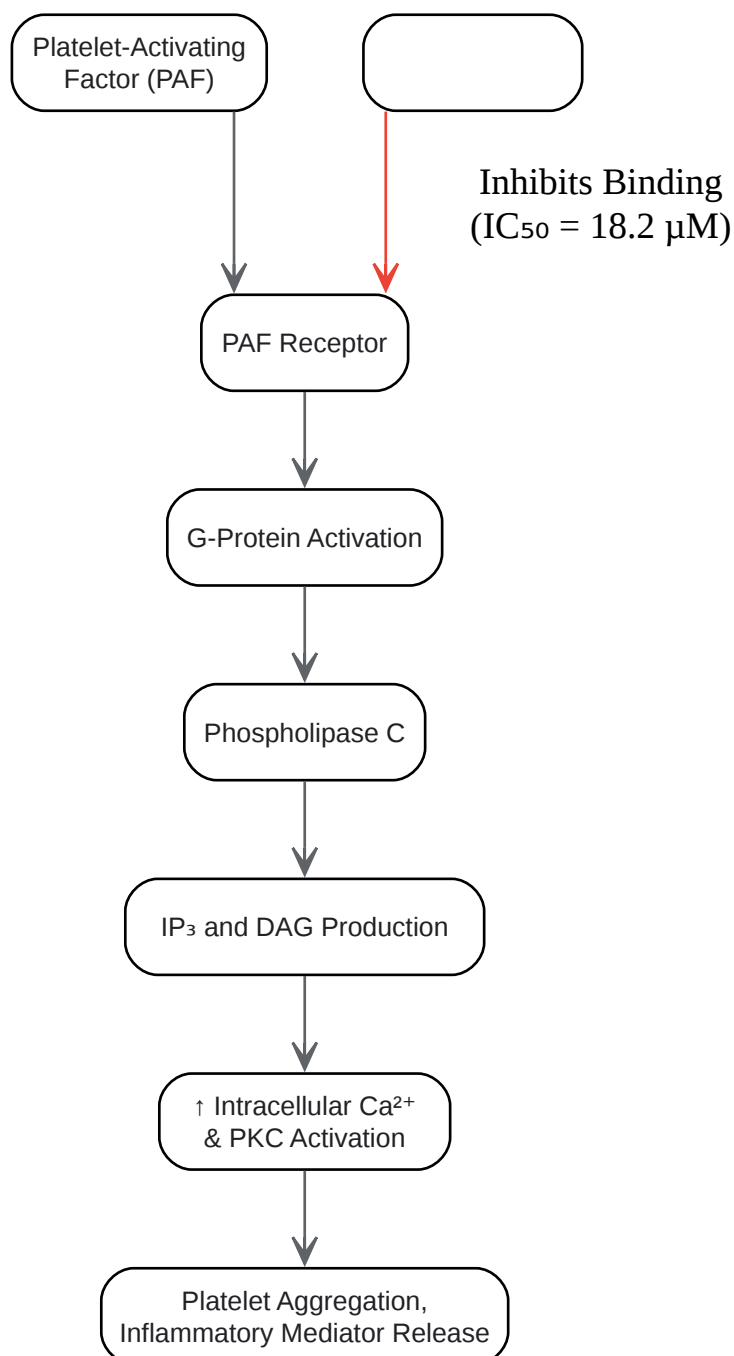 Platelet-Activating
Factor (PAF)
Inhibits Binding
(IC₅₀ = 18.2 µM)
PAF Receptor
G-Protein Activation
Phospholipase C
IP₃ and DAG Production
↑ Intracellular Ca²⁺
& PKC Activation
Platelet Aggregation,
Inflammatory Mediator Release